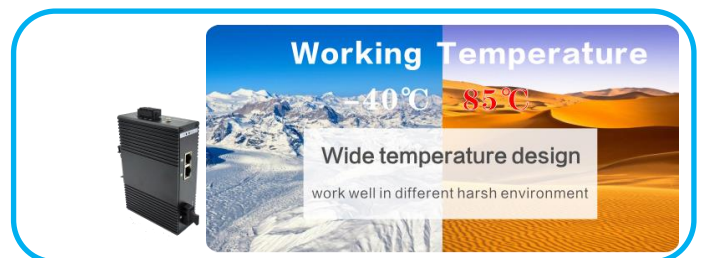 Working Temperature
-40℃ 85℃
Wide temperature design
work well in different harsh environment